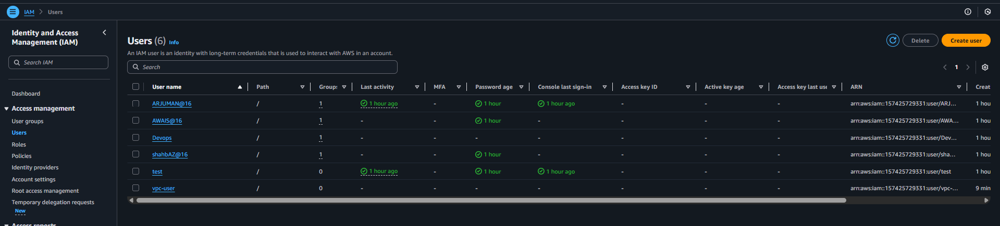 IAM > Users
Identity and Access Management (IAM)
Search IAM
Dashboard
Access management
User groups
Users
Roles
Policies
Identity providers
Account settings
Root access management
Temporary delegation requests
New
Access reports
Users (6) Info
Delete
Create user
An IAM user is an identity with long-term credentials that is used to interact with AWS in an account.
Search
1
User name Path Groups Last activity MFA Password age Console last sign-in Access key ID Active key age Access key last use ARN Creat
ARJUMAN@16 / 1 1 hour ago - 1 hour 1 hour ago - - - arn:aws:iam::157425729331:user/ARJ... 1 hou
AWAIS@16 / 1 - - 1 hour - - - - arn:aws:iam::157425729331:user/AWA... 1 hou
Devops / 1 - - - - - - - arn:aws:iam::157425729331:user/Dev... 1 hou
shahbAZ@16 / 1 - - 1 hour - - - - arn:aws:iam::157425729331:user/sha... 1 hou
test / 0 1 hour ago - 1 hour 1 hour ago - - - arn:aws:iam::157425729331:user/test 1 hou
vpc-user / 0 - - - - - - - arn:aws:iam::157425729331:user/vpc-... 9 min